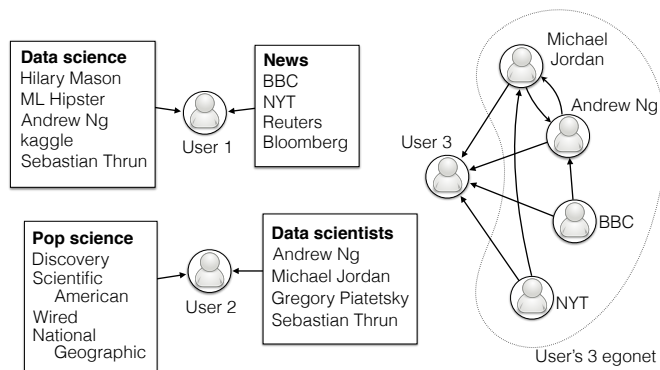 Data science
Hilary Mason
ML Hipster
Andrew Ng
kaggle
Sebastian Thrun
User 1
News
BBC
NYT
Reuters
Bloomberg
Pop science
Discovery
Scientific
American
Wired
National
Geographic
User 2
Data scientists
Andrew Ng
Michael Jordan
Gregory Piatetsky
Sebastian Thrun
Michael
Jordan
Andrew Ng
User 3
BBC
NYT
User's 3 egonet